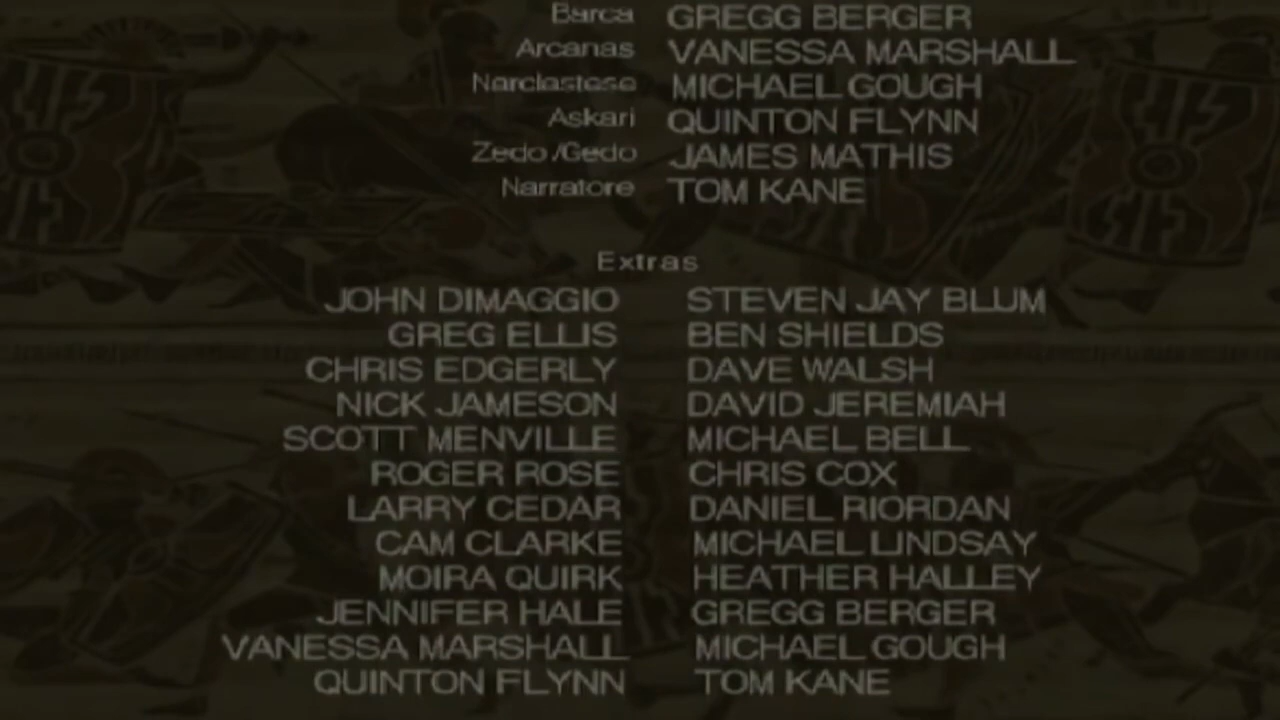 Barca GREGG BERGER
Arcanas VANESSA MARSHALL
Narclastese MICHAEL GOUGH
Askari QUINTON FLYNN
Zedo /Gedo JAMES MATHIS
Narratore TOM KANE
Extras
JOHN DIMAGGIO STEVEN JAY BLUM
GREG ELLIS BEN SHIELDS
CHRIS EDGERLY DAVE WALSH
NICK JAMESON DAVID JEREMIAH
SCOTT MENVILLE MICHAEL BELL
ROGER ROSE CHRIS COX
LARRY CEDAR DANIEL RIORDAN
CAM CLARKE MICHAEL LINDSAY
MOIRA QUIRK HEATHER HALLEY
JENNIFER HALE GREGG BERGER
VANESSA MARSHALL MICHAEL GOUGH
QUINTON FLYNN TOM KANE